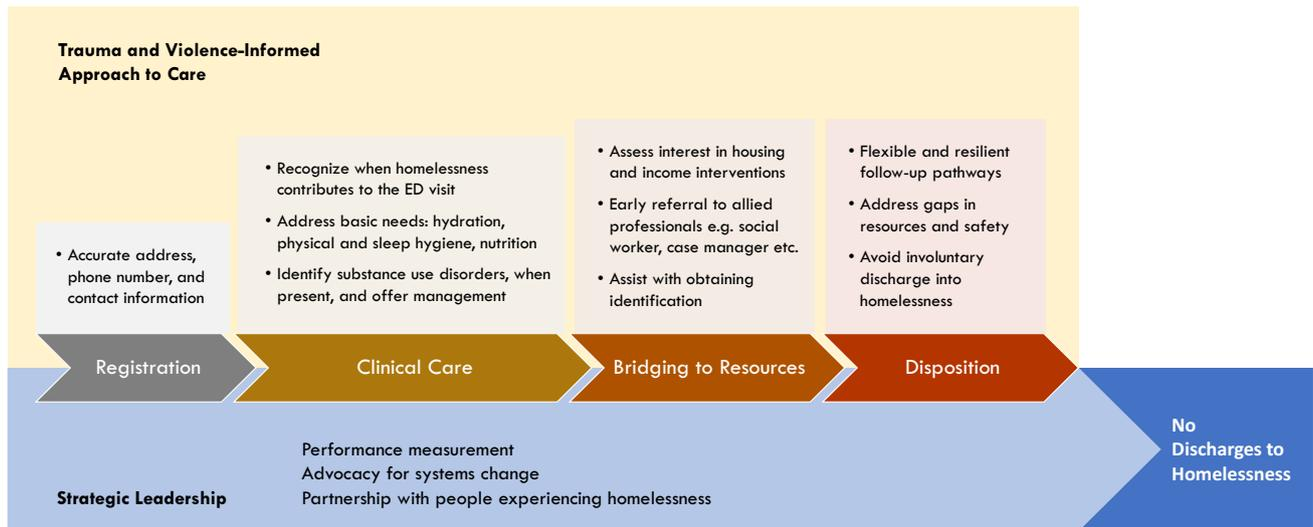 Trauma and Violence-Informed
Approach to Care
• Accurate address,
phone number, and
contact information
• Recognize when homelessness
contributes to the ED visit
• Address basic needs: hydration,
physical and sleep hygiene, nutrition
• Identify substance use disorders, when
present, and offer management
• Assess interest in housing
and income interventions
• Early referral to allied
professionals e.g. social
worker, case manager etc.
• Assist with obtaining
identification
• Flexible and resilient
follow-up pathways
• Address gaps in
resources and safety
• Avoid involuntary
discharge into
homelessness
Registration
Clinical Care
Bridging to Resources
Disposition
Strategic Leadership
Performance measurement
Advocacy for systems change
Partnership with people experiencing homelessness
No
Discharges to
Homelessness